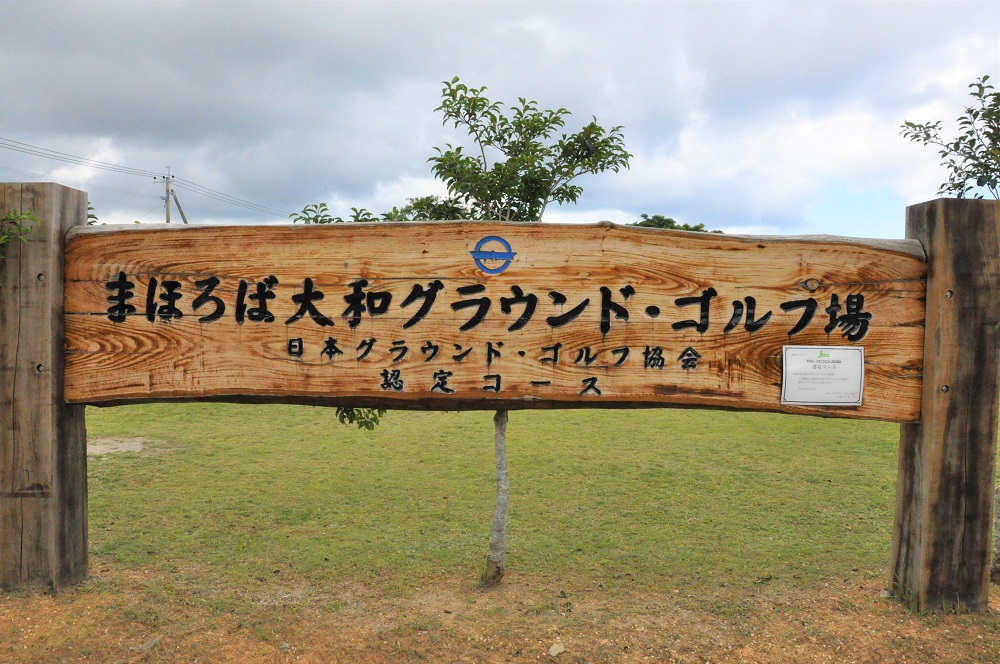 まほろば大和グラウンド・ゴルフ場
日本グラウンド・ゴルフ協会
認定コース